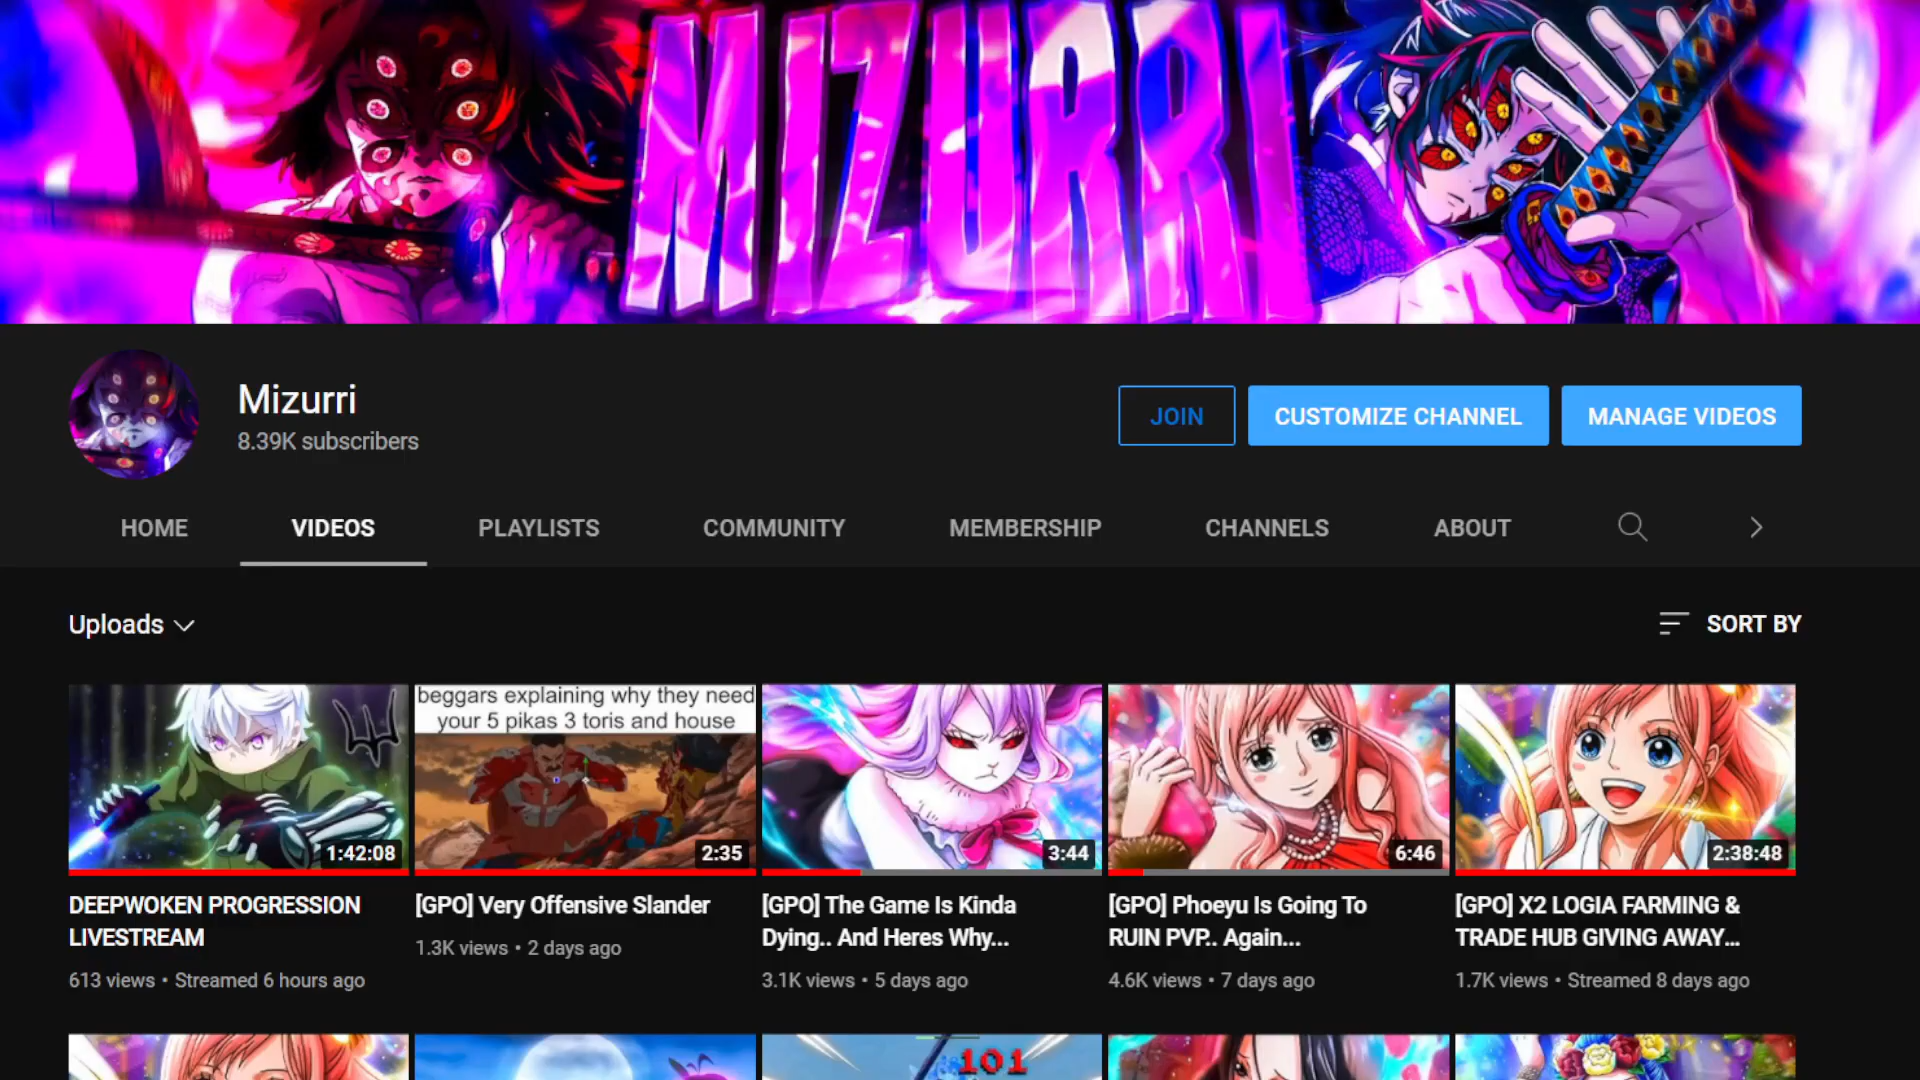 MIZURRI
Mizurri
8.39K subscribers
JOIN
CUSTOMIZE CHANNEL
MANAGE VIDEOS
HOME
VIDEOS
PLAYLISTS
COMMUNITY
MEMBERSHIP
CHANNELS
ABOUT
Uploads
SORT BY
beggars explaining why they need
your 5 pikas 3 toris and house
1:42:08
2:35
3:44
6:46
2:38:48
DEEPWOKEN PROGRESSION
LIVESTREAM
613 views • Streamed 6 hours ago
[GPO] Very Offensive Slander
1.3K views • 2 days ago
[GPO] The Game Is Kinda
Dying.. And Heres Why...
3.1K views • 5 days ago
[GPO] Phoeyu Is Going To
RUIN PVP.. Again...
4.6K views • 7 days ago
[GPO] X2 LOGIA FARMING &
TRADE HUB GIVING AWAY...
1.7K views • Streamed 8 days ago
101